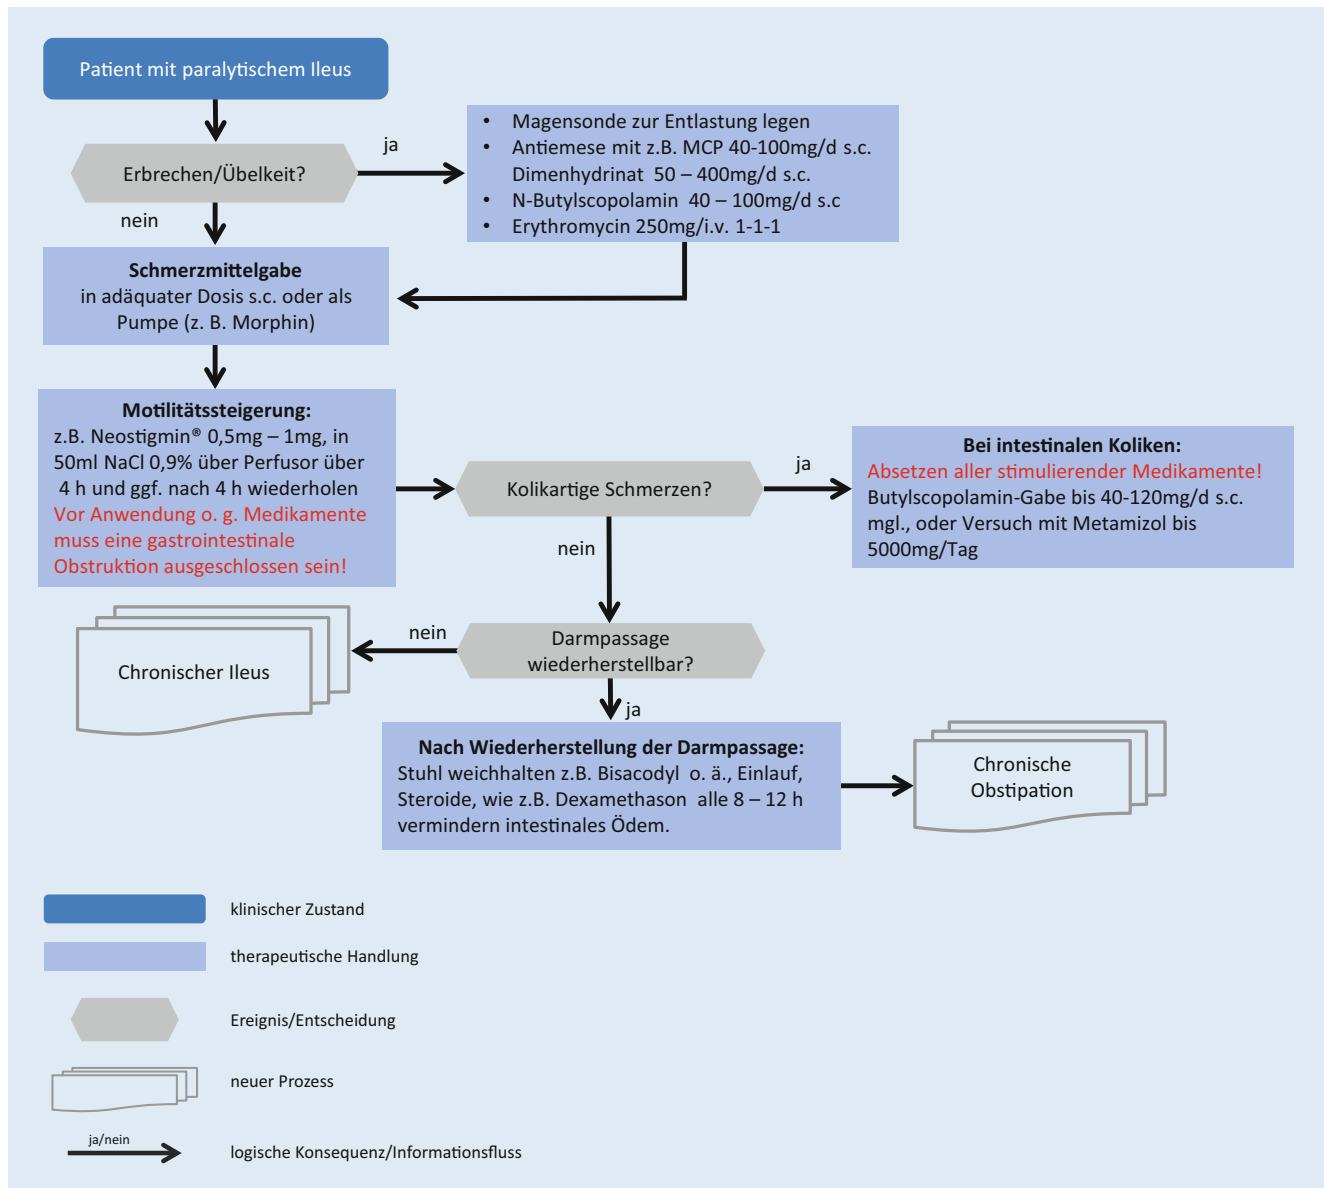 Patient mit paralytischem Ileus
Erbrechen/Übelkeit?
ja
nein
• Magensonde zur Entlastung legen
• Antiemese mit z.B. MCP 40-100mg/d s.c.
Dimenhydrinat 50 – 400mg/d s.c.
• N-Butylscopolamin 40 – 100mg/d s.c
• Erythromycin 250mg/i.v. 1-1-1
Schmerzmittelgabe
in adäquater Dosis s.c. oder als
Pumpe (z. B. Morphin)
Motilitätssteigerung:
z.B. Neostigmin® 0,5mg – 1mg, in
50ml NaCl 0,9% über Perfusor über
4 h und ggf. nach 4 h wiederholen
Vor Anwendung o. g. Medikamente
muss eine gastrointestinale
Obstruktion ausgeschlossen sein!
Kolikartige Schmerzen?
ja
nein
Bei intestinalen Koliken:
Absetzen aller stimulierender Medikamente!
Butylscopolamin-Gabe bis 40-120mg/d s.c.
mgl., oder Versuch mit Metamizol bis
5000mg/Tag
Darmpassage
wiederherstellbar?
nein
ja
Chronischer Ileus
Nach Wiederherstellung der Darmpassage:
Stuhl weichhalten z.B. Bisacodyl o. ä., Einlauf,
Steroide, wie z.B. Dexamethason alle 8 – 12 h
vermindern intestinales Ödem.
Chronische
Obstipation
klinischer Zustand
therapeutische Handlung
Ereignis/Entscheidung
neuer Prozess
ja/nein
logische Konsequenz/Informationsfluss